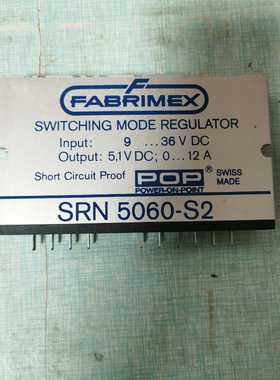 FABRIMEX
SWITCHING MODE REGULATOR
Input: 9 ...36 V DC
Output: 5,1V DC; 0...12 A
Short Circuit Proof POP SWISS MADE
POWER-ON-POINT
SRN 5060-S2